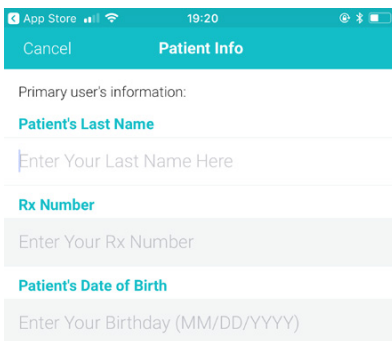 App Store 19:20
Cancel Patient Info
Primary user's information:
Patient's Last Name
Enter Your Last Name Here
Rx Number
Enter Your Rx Number
Patient's Date of Birth
Enter Your Birthday (MM/DD/YYYY)